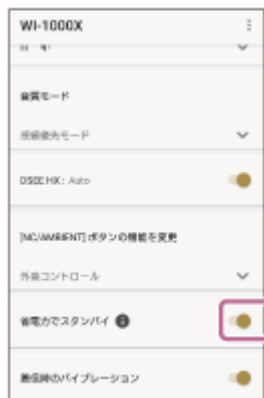 WI-1000X
音質モード
接続優先モード
DSEE HX : Auto
[NC/AMBIENT] ボタンの機能を変更
外音コントロール
省電力でスタンバイ
着信時のバイブレーション